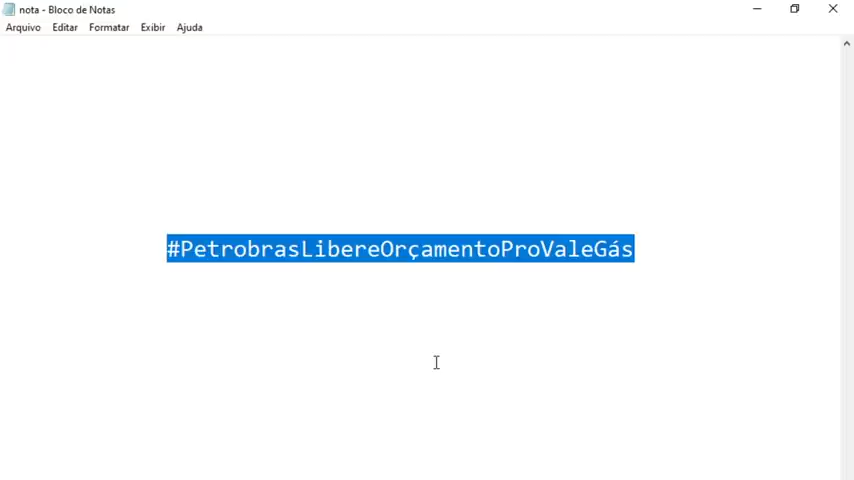 nota - Bloco de Notas
Arquivo Editar Formatar Exibir Ajuda
#PetrobrasLibereOrçamentoProValeGás